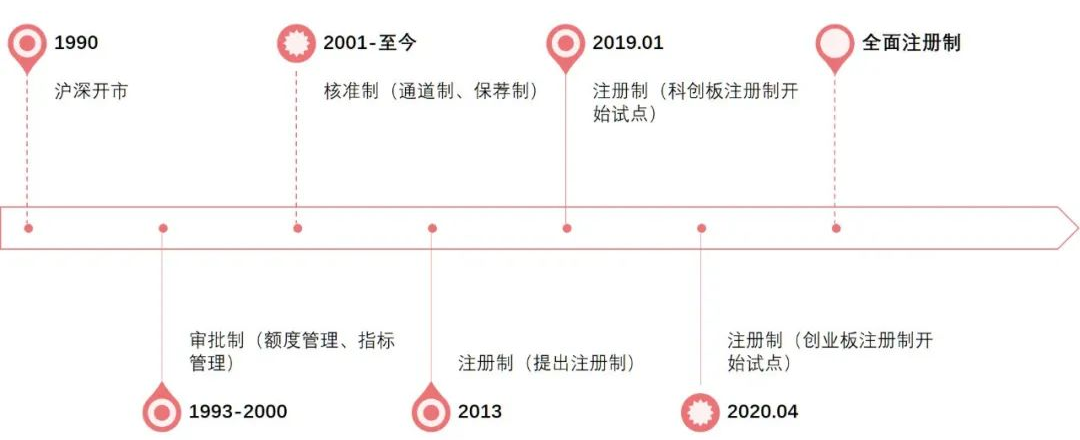 1990
沪深开市
2001-至今
核准制（通道制、保荐制）
2019.01
注册制（科创板注册制开
始试点）
全面注册制
审批制（额度管理、指标
管理）
1993-2000
注册制（提出注册制）
2013
注册制（创业板注册制开
始试点）
2020.04